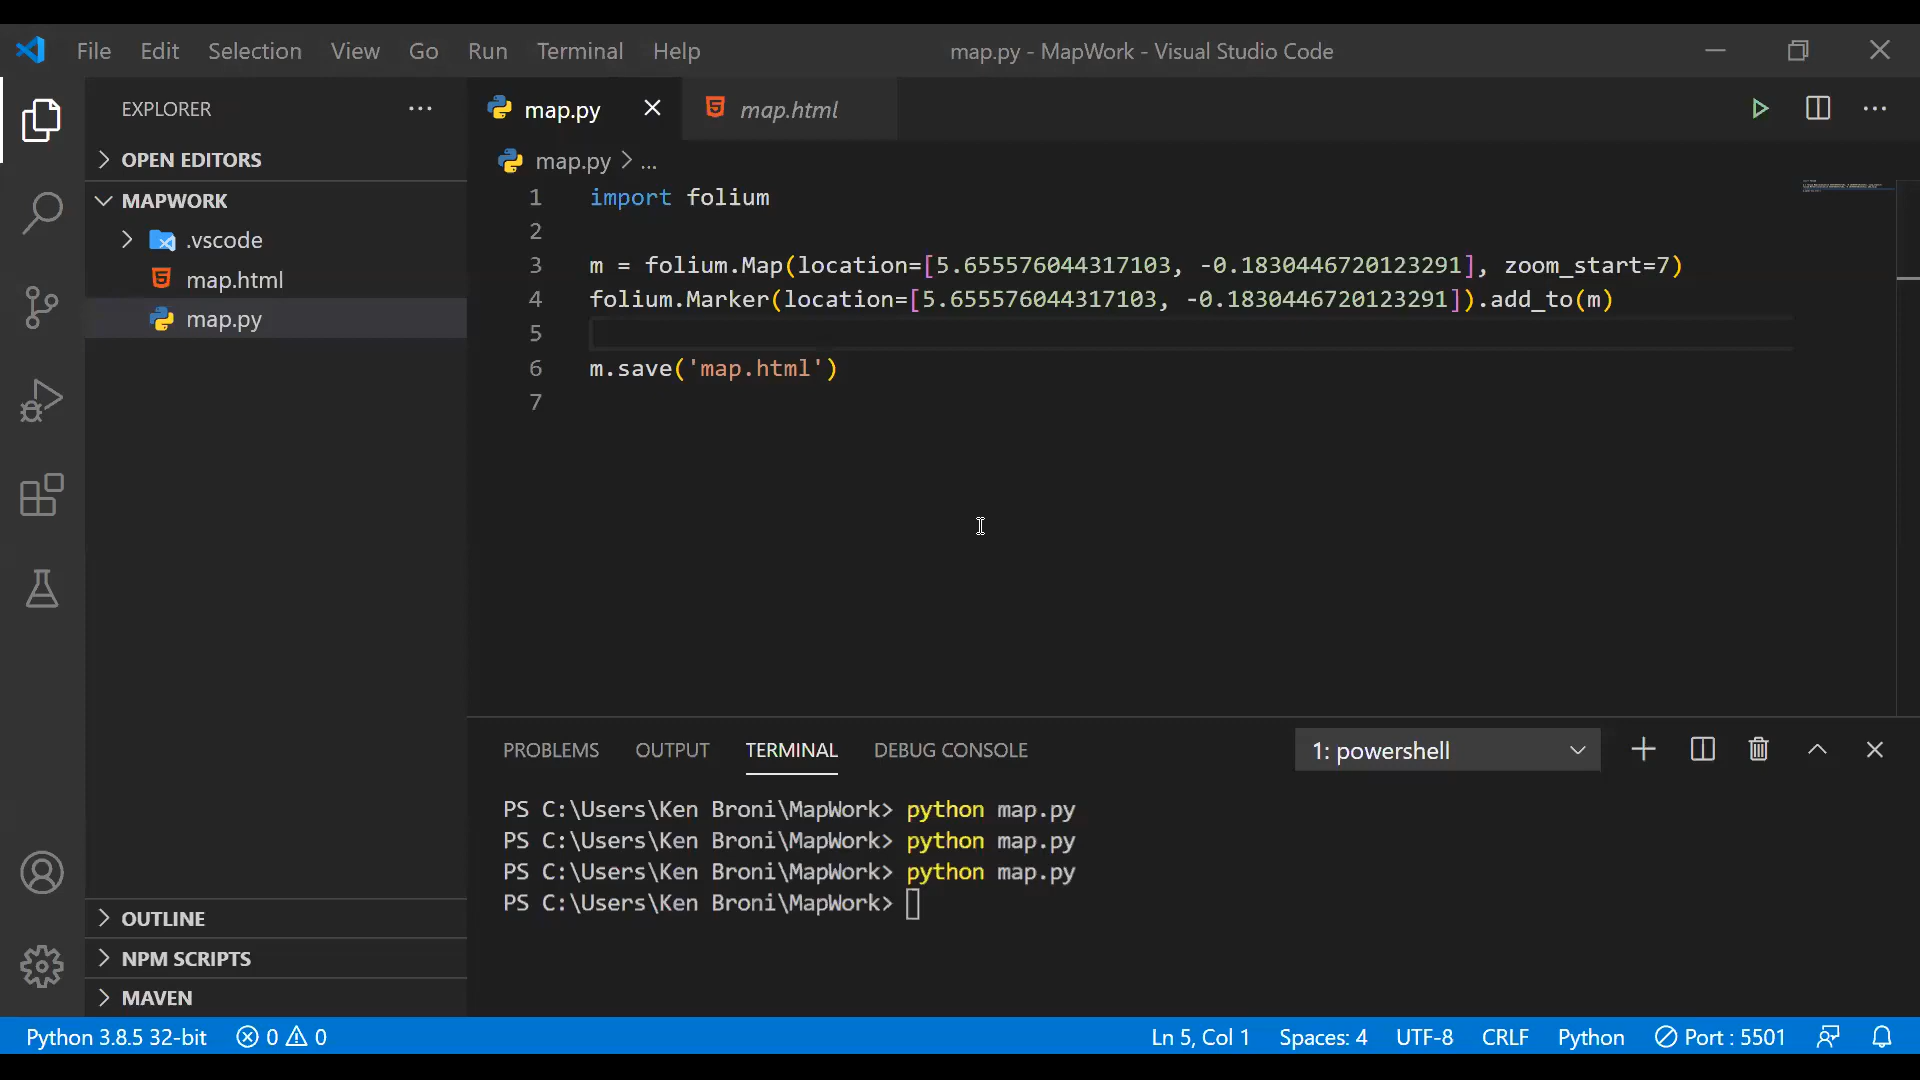 File Edit Selection View Go Run Terminal Help map.py - MapWork - Visual Studio Code
EXPLORER
OPEN EDITORS
MAPWORK
.vscode
map.html
map.py
OUTLINE
NPM SCRIPTS
MAVEN
map.py map.html
map.py > ...
1 import folium
2
3 m = folium.Map(location=[5.655576044317103, -0.1830446720123291], zoom_start=7)
4 folium.Marker(location=[5.655576044317103, -0.1830446720123291]).add_to(m)
5
6 m.save('map.html')
7
PROBLEMS OUTPUT TERMINAL DEBUG CONSOLE 1: powershell
PS C:\Users\Ken Broni\MapWork> python map.py
PS C:\Users\Ken Broni\MapWork> python map.py
PS C:\Users\Ken Broni\MapWork> python map.py
PS C:\Users\Ken Broni\MapWork>
Python 3.8.5 32-bit 0 0 Ln 5, Col 1 Spaces: 4 UTF-8 CRLF Python Port : 5501